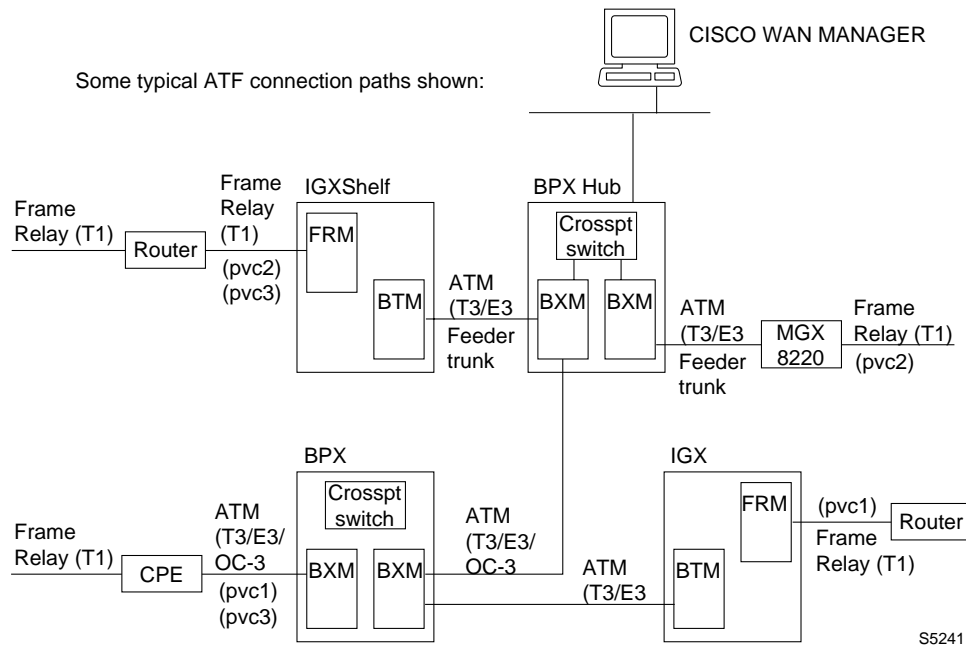 CISCO WAN MANAGER
Some typical ATF connection paths shown:
Frame
Relay (T1)
Router
Frame
Relay
(T1)
(pvc2)
(pvc3)
IGXShelf
FRM
BTM
ATM
(T3/E3
Feeder
trunk
BPX Hub
Crosspt
switch
BXM
BXM
ATM
(T3/E3
Feeder
trunk
MGX
8220
Frame
Relay (T1)
(pvc2)
Frame
Relay (T1)
CPE
ATM
(T3/E3/
OC-3
(pvc1)
(pvc3)
BPX
Crosspt
switch
BXM
BXM
ATM
(T3/E3/
OC-3
ATM
(T3/E3
IGX
FRM
BTM
(pvc1)
Frame
Relay (T1)
Router
S5241